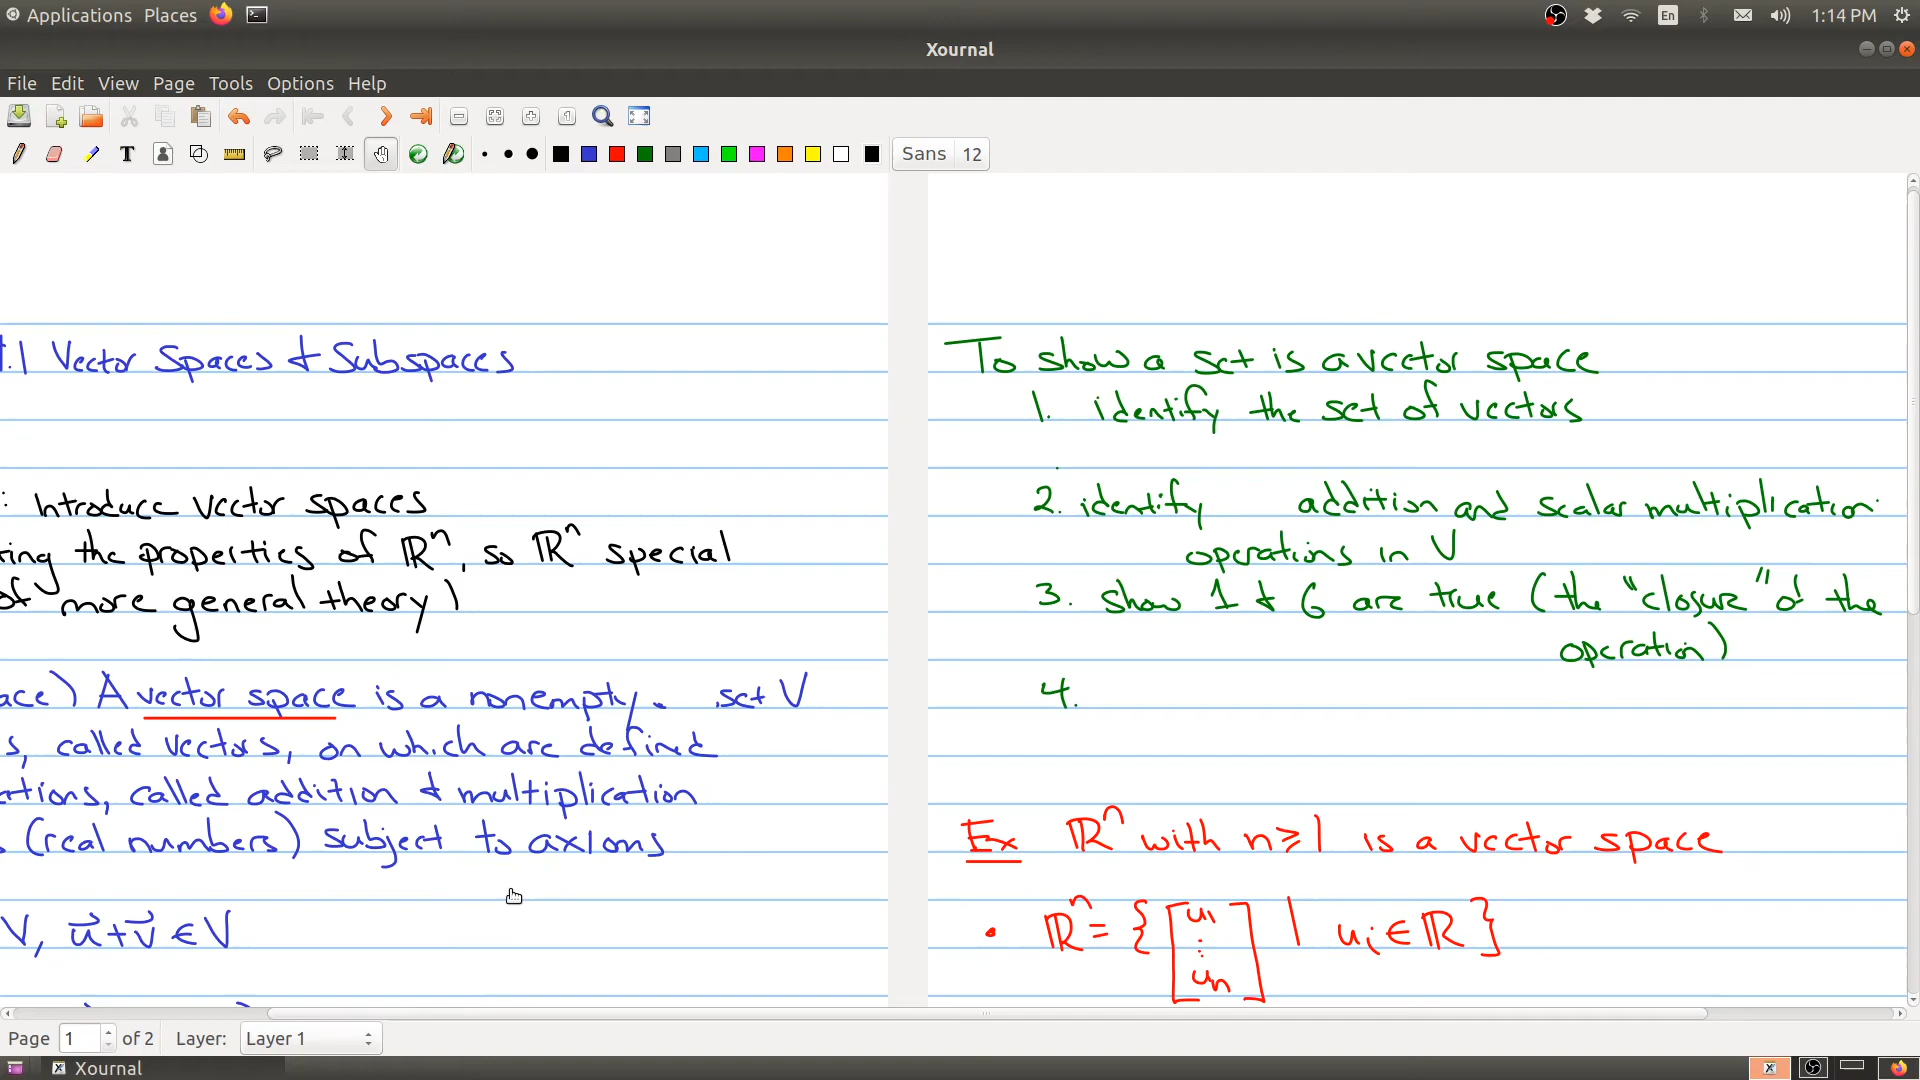 Applications Places En 1:14 PM
Xournal
File Edit View Page Tools Options Help
T Sans 12
.1 Vector Spaces & Subspaces
: Introduce vector spaces
ing the properties of ℝⁿ, so ℝⁿ special
of more general theory)
ace) A vector space is a nonempty set V
s, called vectors, on which are defined
ations, called addition & multiplication
s (real numbers) subject to axioms
V, u⃗+v⃗ ∈ V
To show a set is a vector space
1. identify the set of vectors
2. identify addition and scalar multiplication
operations in V
3. show 1 & 6 are true (the "closure" of the
operation)
4.
Ex ℝⁿ with n ≥ 1 is a vector space
• ℝⁿ = { [u₁ ⋮ uₙ] | uᵢ ∈ ℝ }
Page 1 of 2 Layer: Layer 1
Xournal